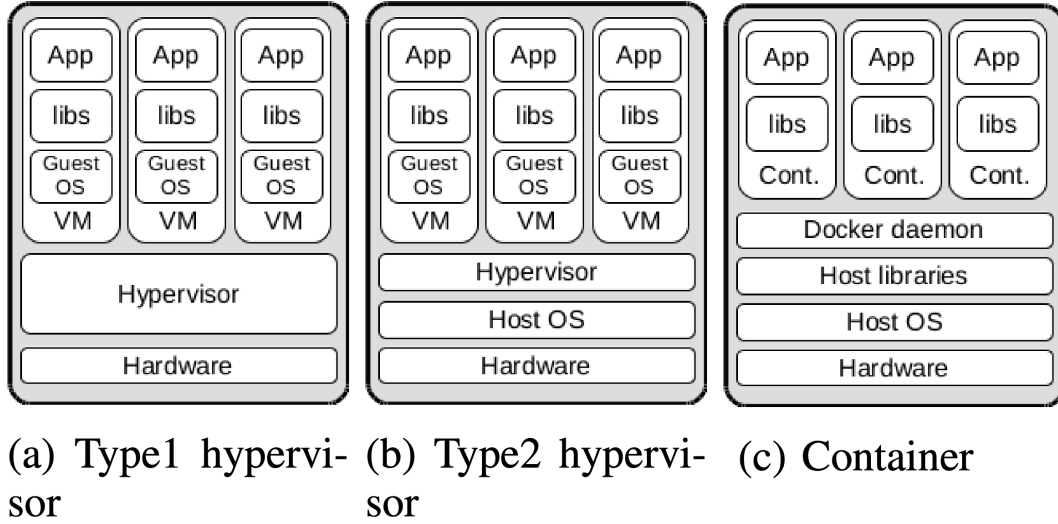 App App App
libs libs libs
Guest OS Guest OS Guest OS
VM VM VM
Hypervisor
Hardware
(a) Type1 hypervi-
sor
App App App
libs libs libs
Guest OS Guest OS Guest OS
VM VM VM
Hypervisor
Host OS
Hardware
(b) Type2 hypervi-
sor
App App App
libs libs libs
Cont. Cont. Cont.
Docker daemon
Host libraries
Host OS
Hardware
(c) Container